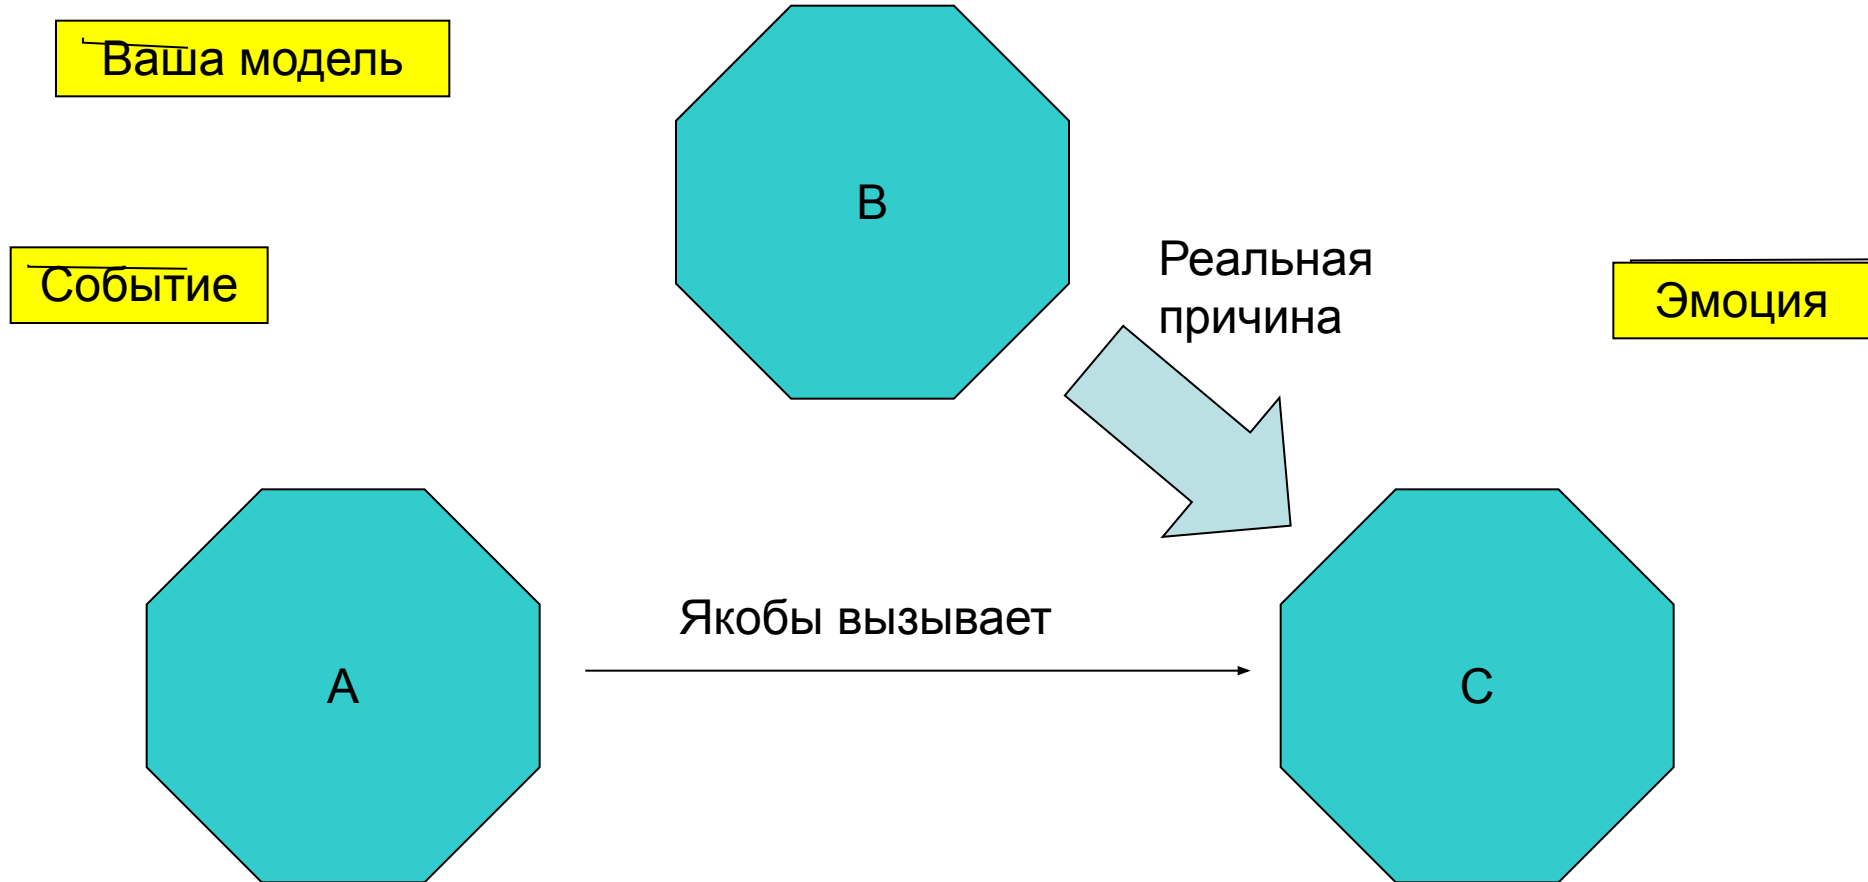 Ваша модель
B
Событие
Реальная
причина
Эмоция
Якобы вызывает
A
C